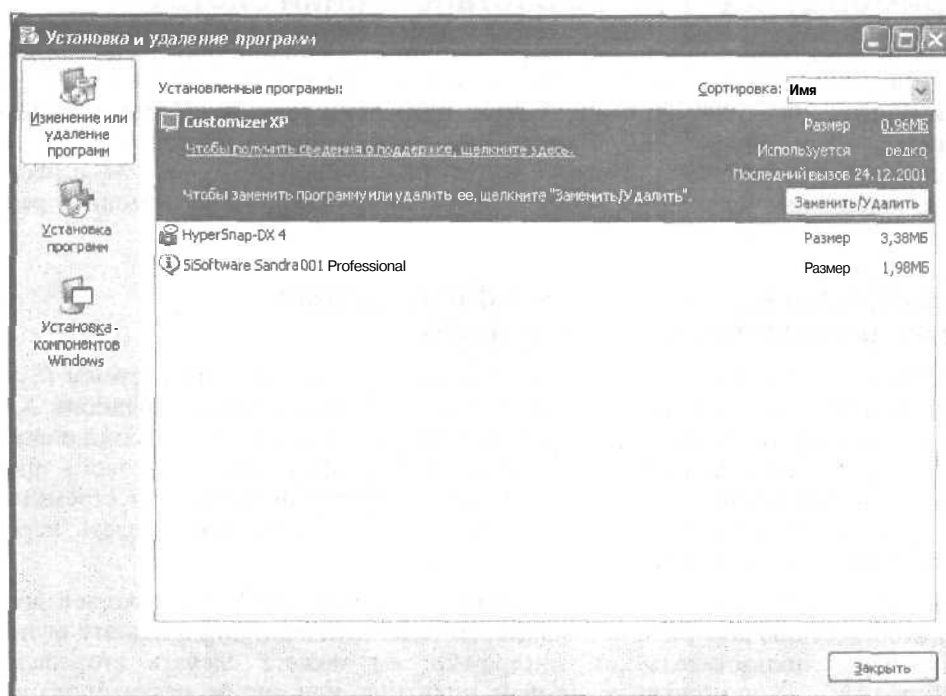 Установка и удаление программ
Изменение или
удаление
программ
Установка
программ
Установка-
компонентов
Windows
Установленные программы:
Сортировка: Имя
Customizer XP
Размер 0,96МБ
Чтобы получить сведения о поддержке, щелкните здесь.
Используется редко
Последний вызов 24.12.2001
Чтобы заменить программу или удалить ее, щелкните "Заменить/Удалить".
Заменить/Удалить
HyperSnap-DX 4
Размер 3,38МБ
SiSoftware Sandra 001 Professional
Размер 1,98МБ
Закрыть